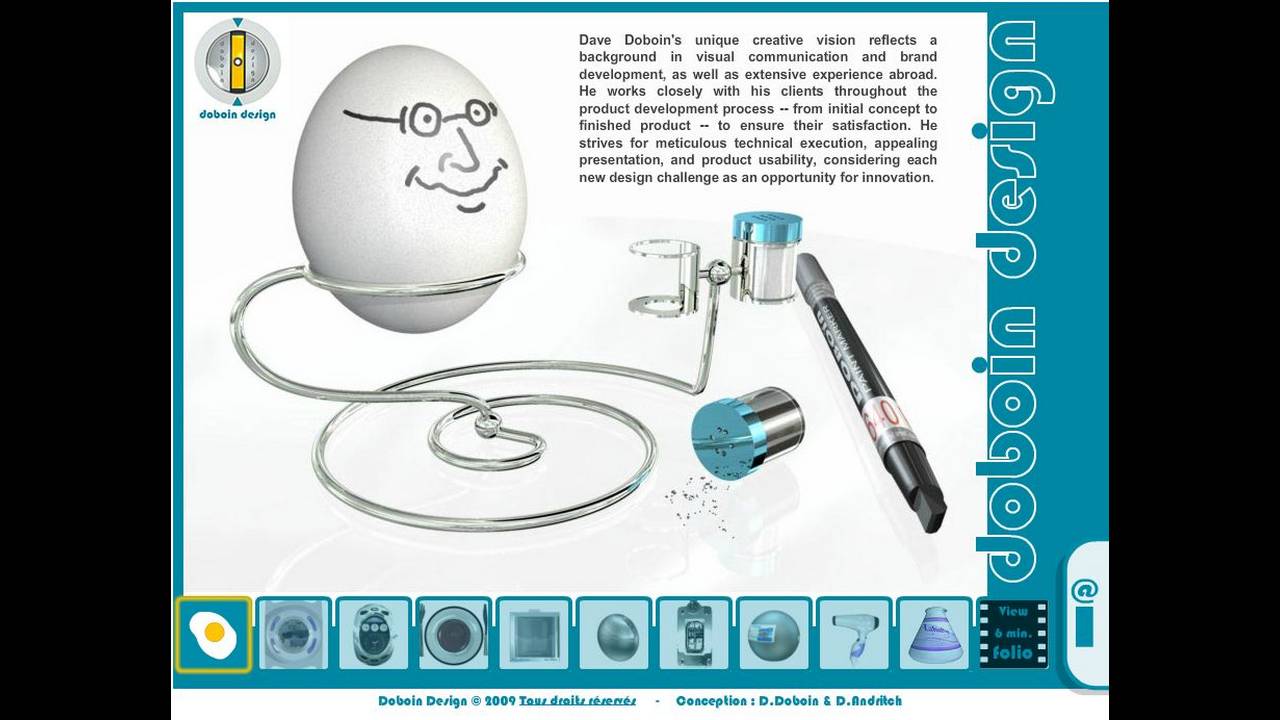 doboin design
Dave Doboin's unique creative vision reflects a
background in visual communication and brand
development, as well as extensive experience abroad.
He works closely with his clients throughout the
product development process -- from initial concept to
finished product -- to ensure their satisfaction. He
strives for meticulous technical execution, appealing
presentation, and product usability, considering each
new design challenge as an opportunity for innovation.
doboin design
DOBOIN
PAINT MARKER
@
View
6 min.
folio
Doboin Design © 2009 Tous droits réservés - Conception : D.Doboin & D.Andritch